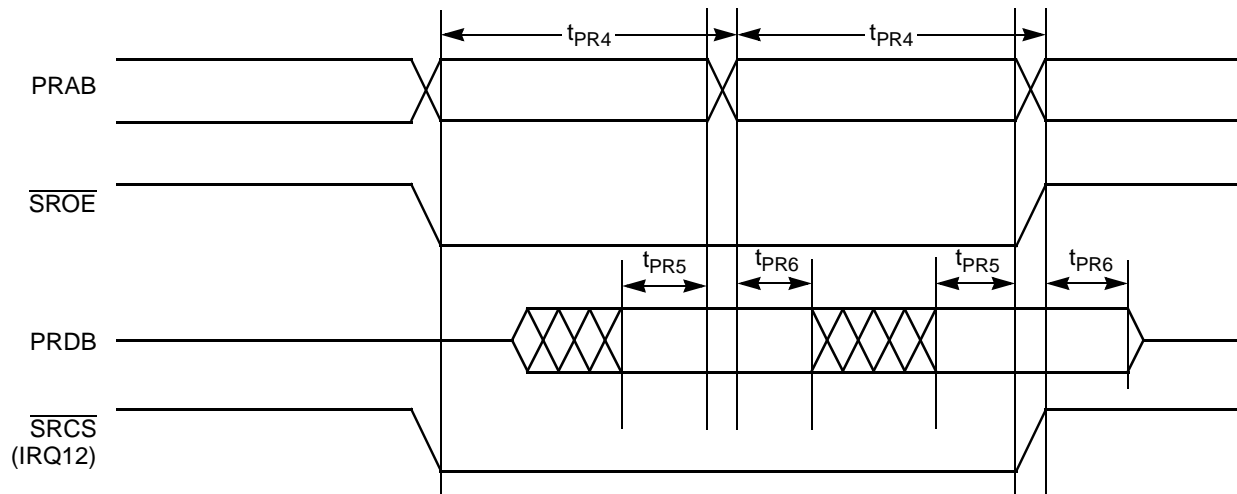 tPR4 tPR4
PRAB
SROE
tPR5 tPR6 tPR5 tPR6
PRDB
SRCS
(IRQ12)